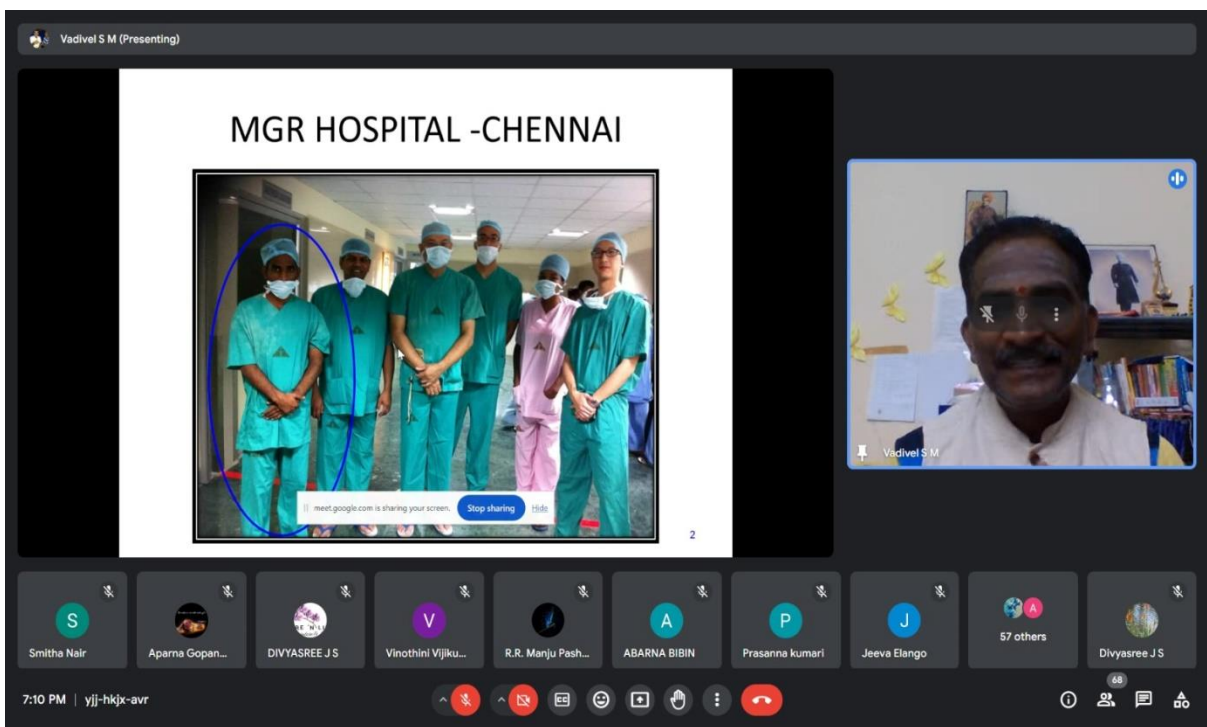 Vadivel S M (Presenting)
MGR HOSPITAL -CHENNAI
meet.google.com is sharing your screen.
Stop sharing
Hide
2
Vadivel S M
S
Smitha Nair
Aparna Gopan...
DIVYASREE J S
V
Vinothini Vijiku...
R.R. Manju Pash...
A
ABARNA BIBIN
P
Prasanna kumari
J
Jeeva Elango
A
57 others
Divyasree J S
7:10 PM | yjj-hkjx-avr
CC
68